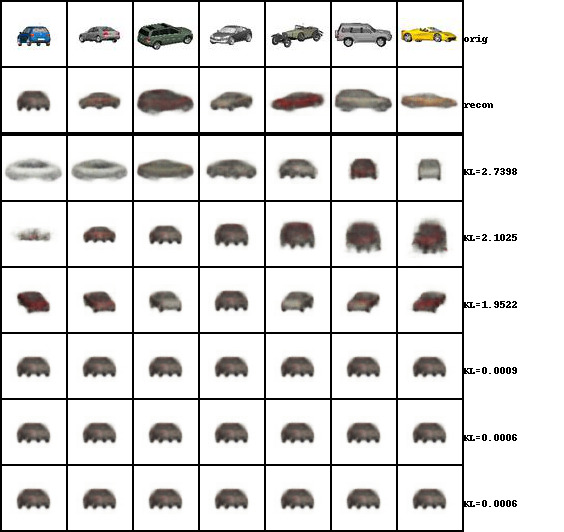 orig
recon
KL=2.7398
KL=2.1025
KL=1.9522
KL=0.0009
KL=0.0006
KL=0.0006